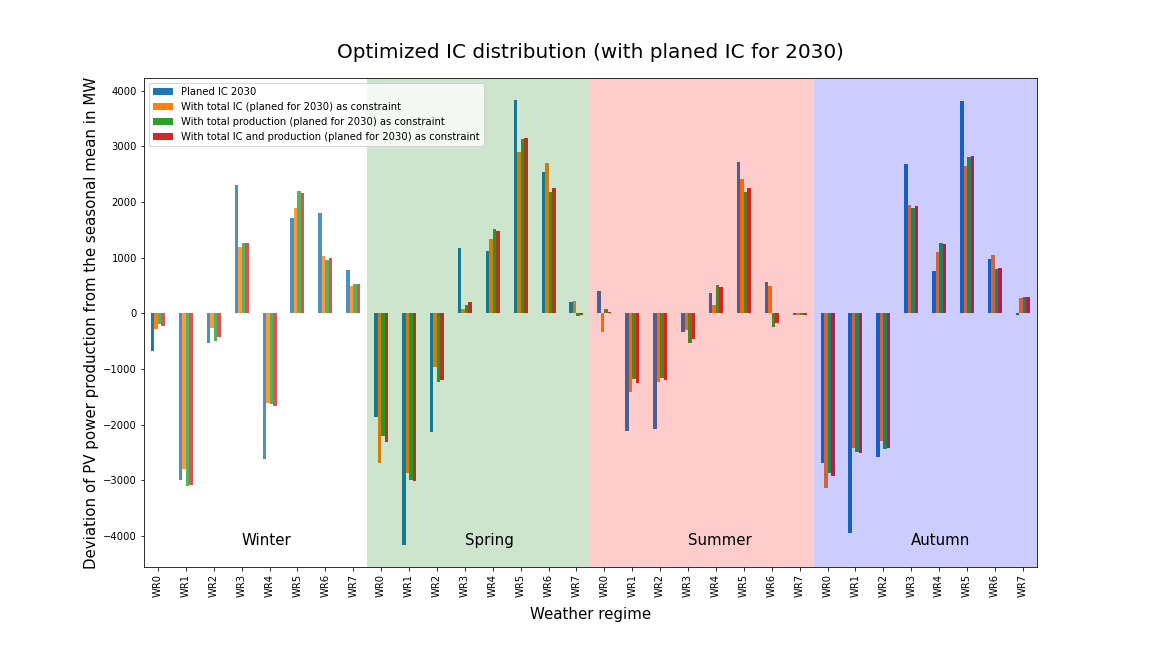 Optimized IC distribution (with planed IC for 2030)
Deviation of PV power production from the seasonal mean in MW
4000
3000
2000
1000
0
−1000
−2000
−3000
−4000
Planed IC 2030
With total IC (planed for 2030) as constraint
With total production (planed for 2030) as constraint
With total IC and production (planed for 2030) as constraint
Winter Spring Summer Autumn
WR0 WR1 WR2 WR3 WR4 WR5 WR6 WR7 WR0 WR1 WR2 WR3 WR4 WR5 WR6 WR7 WR0 WR1 WR2 WR3 WR4 WR5 WR6 WR7 WR0 WR1 WR2 WR3 WR4 WR5 WR6 WR7
Weather regime